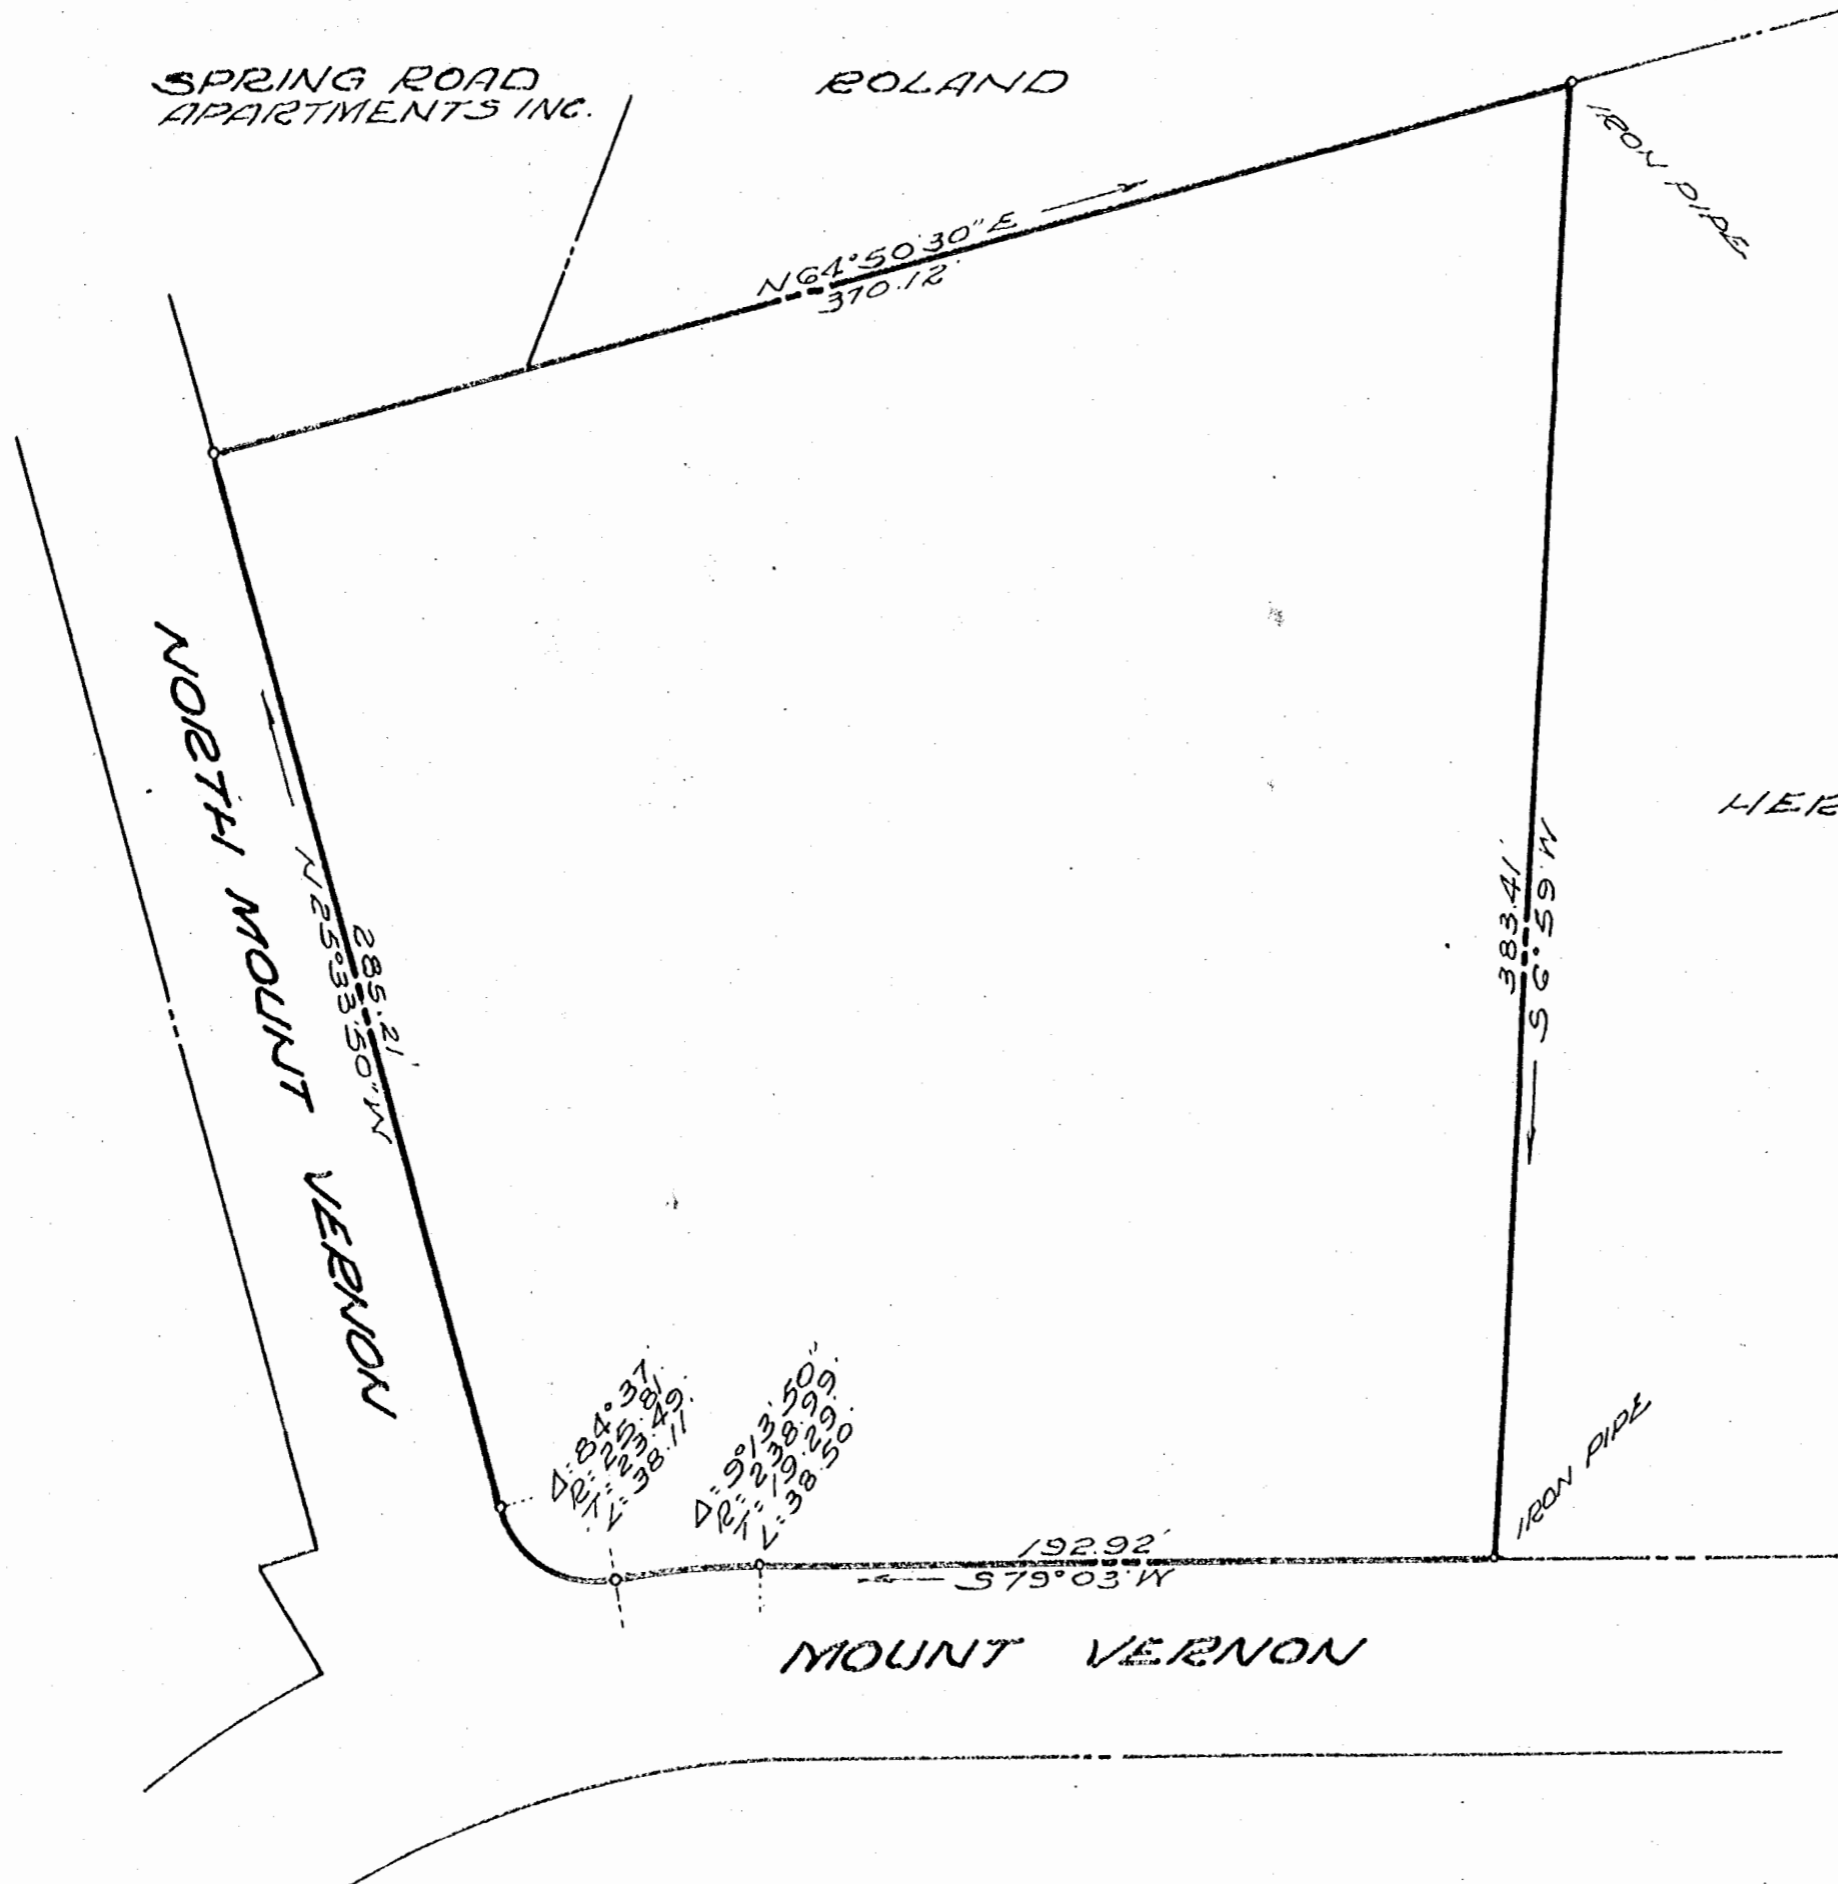 SPRING ROAD
APARTMENTS INC.
ROLAND
IRON PIPE
N64°50'30"E
370.12'
NORTH MOUNT VERNON
N25°33'50"W
285.21'
HER
383.41'
S6°59'W
Δ=84°37'
R=25.81'
T=23.49'
L=38.11'
Δ=9°13'50"
R=238.99'
T=19.29'
L=38.50
IRON PIPE
192.92'
S79°03'W
MOUNT VERNON